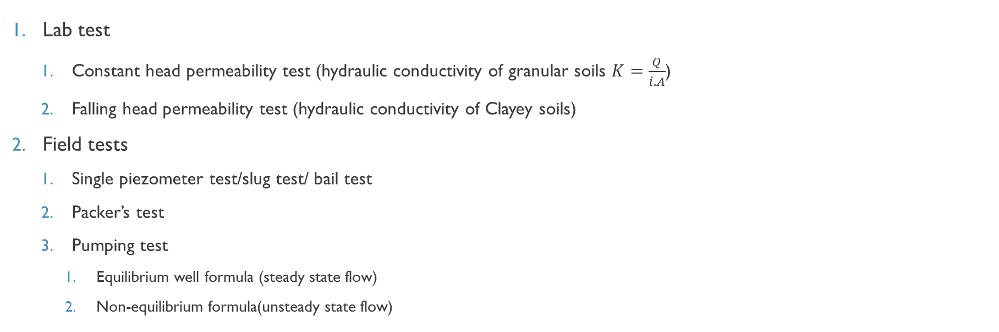 1. Lab test
1. Constant head permeability test (hydraulic conductivity of granular soils K = Q/i.A)
2. Falling head permeability test (hydraulic conductivity of Clayey soils)
2. Field tests
1. Single piezometer test/slug test/ bail test
2. Packer’s test
3. Pumping test
1. Equilibrium well formula (steady state flow)
2. Non-equilibrium formula(unsteady state flow)